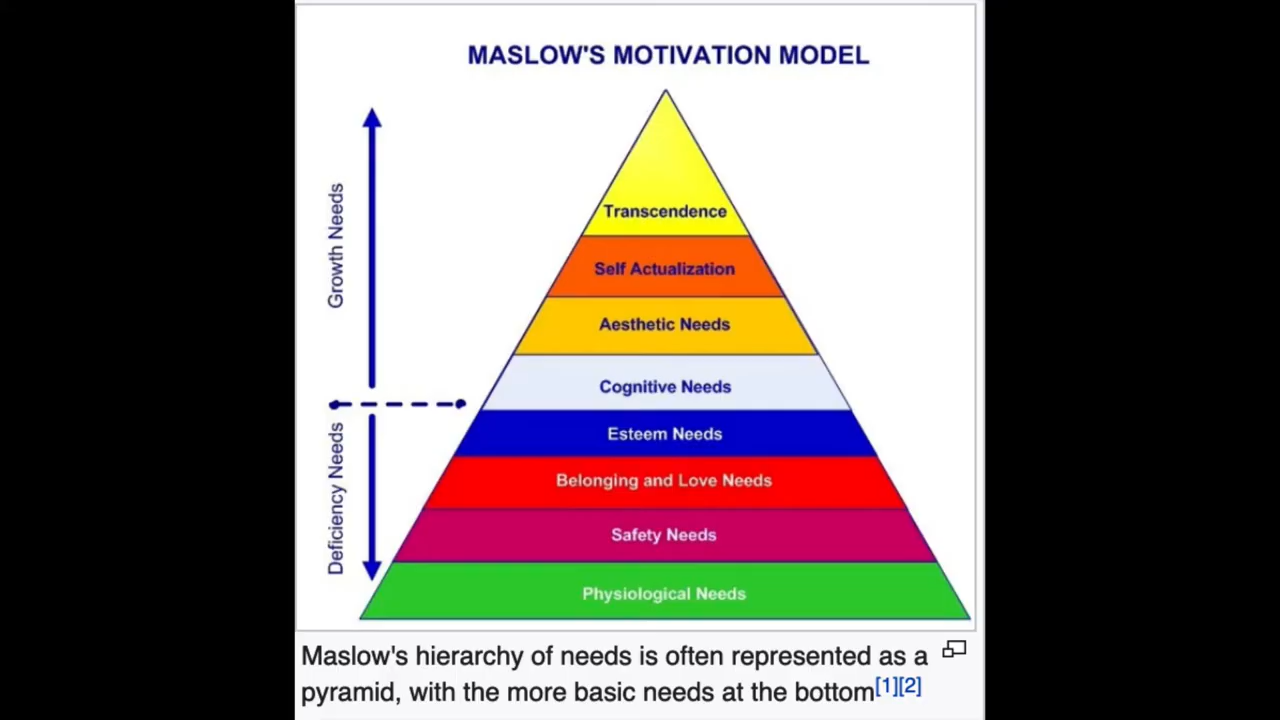 MASLOW'S MOTIVATION MODEL
Growth Needs
Deficiency Needs
Transcendence
Self Actualization
Aesthetic Needs
Cognitive Needs
Esteem Needs
Belonging and Love Needs
Safety Needs
Physiological Needs
Maslow's hierarchy of needs is often represented as a
pyramid, with the more basic needs at the bottom[1][2]